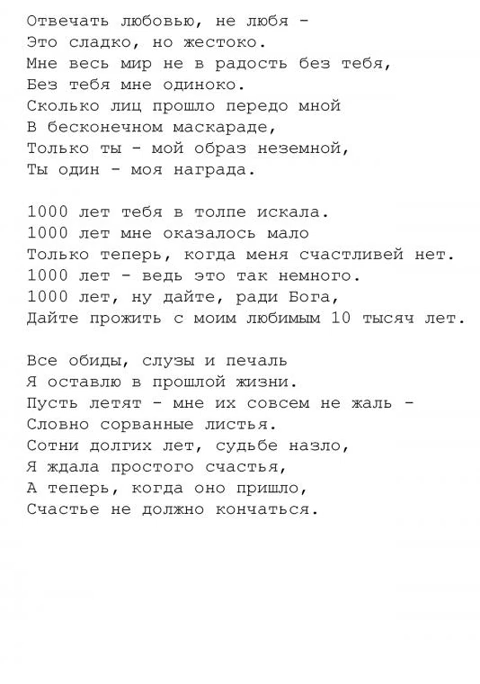 Отвечать любовью, не любя –
Это сладко, но жестоко.
Мне весь мир не в радость без тебя,
Без тебя мне одиноко.
Сколько лиц прошло передо мной
В бесконечном маскараде,
Только ты – мой образ неземной,
Ты один – моя награда.

1000 лет тебя в толпе искала.
1000 лет мне оказалось мало
Только теперь, когда меня счастливей нет.
1000 лет – ведь это так немного.
1000 лет, ну дайте, ради Бога,
Дайте прожить с моим любимым 10 тысяч лет.

Все обиды, слузы и печаль
Я оставлю в прошлой жизни.
Пусть летят – мне их совсем не жаль –
Словно сорванные листья.
Сотни долгих лет, судьбе назло,
Я ждала простого счастья,
А теперь, когда оно пришло,
Счастье не должно кончаться.